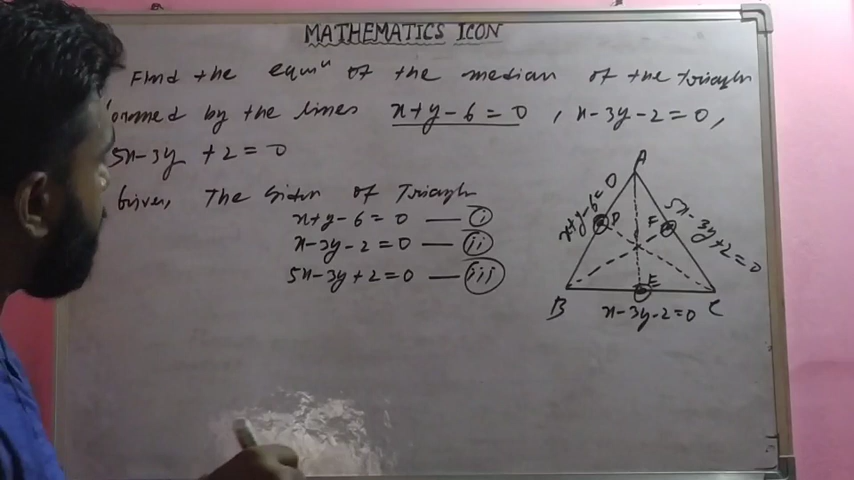 MATHEMATICS ICON
Find the eqmⁿ of the median of the triangle
formed by the lines x+y-6=0, x-3y-2=0,
5x-3y+2=0
Given, The Sides of Triangle
x+y-6=0 — (i)
x-3y-2=0 — (ii)
5x-3y+2=0 — (iii)
A
x+y-6=0
D
F
5x-3y+2=0
E
B
C
x-3y-2=0